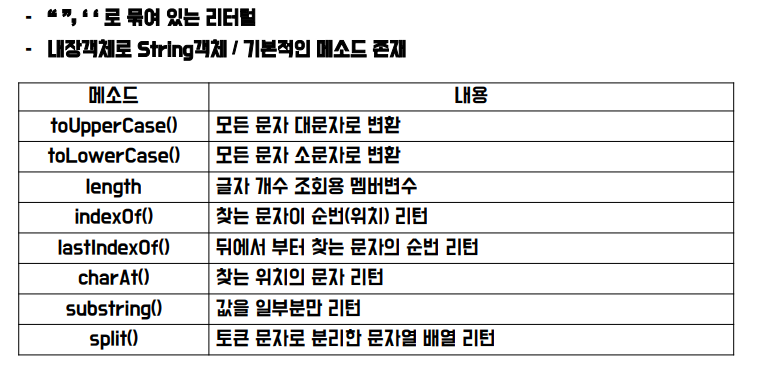 - “ ”, ‘ ‘ 로 묶여 있는 리터럴
- 내장객체로 String객체 / 기본적인 메소드 존재
메소드 내용
toUpperCase() 모든 문자 대문자로 변환
toLowerCase() 모든 문자 소문자로 변환
length 글자 개수 조회용 멤버변수
indexOf() 찾는 문자이 순번(위치) 리턴
lastIndexOf() 뒤에서 부터 찾는 문자의 순번 리턴
charAt() 찾는 위치의 문자 리턴
substring() 값을 일부분만 리턴
split() 토큰 문자로 분리한 문자열 배열 리턴